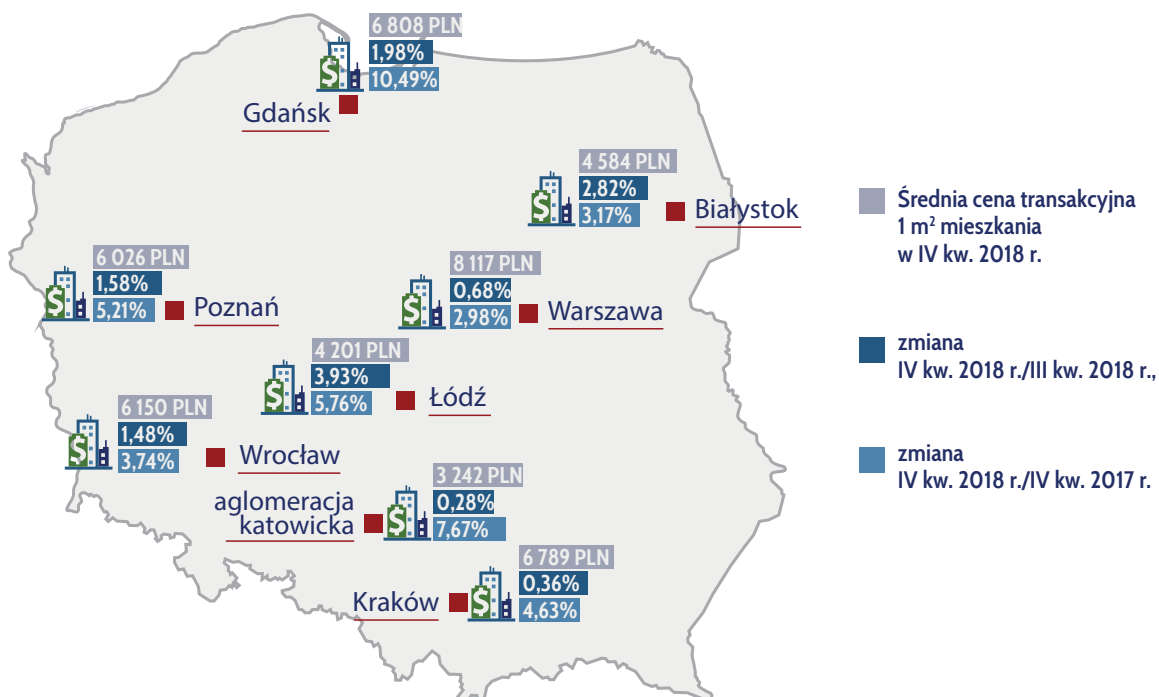 6 808 PLN
1,98%
10,49%
Gdańsk
4 584 PLN
2,82%
3,17%
Białystok
6 026 PLN
1,58%
5,21%
Poznań
8 117 PLN
0,68%
2,98%
Warszawa
4 201 PLN
3,93%
5,76%
Łódź
6 150 PLN
1,48%
3,74%
Wrocław
aglomeracja
katowicka
3 242 PLN
0,28%
7,67%
Kraków
6 789 PLN
0,36%
4,63%
Średnia cena transakcyjna
1 m² mieszkania
w IV kw. 2018 r.
zmiana
IV kw. 2018 r./III kw. 2018 r.,
zmiana
IV kw. 2018 r./IV kw. 2017 r.